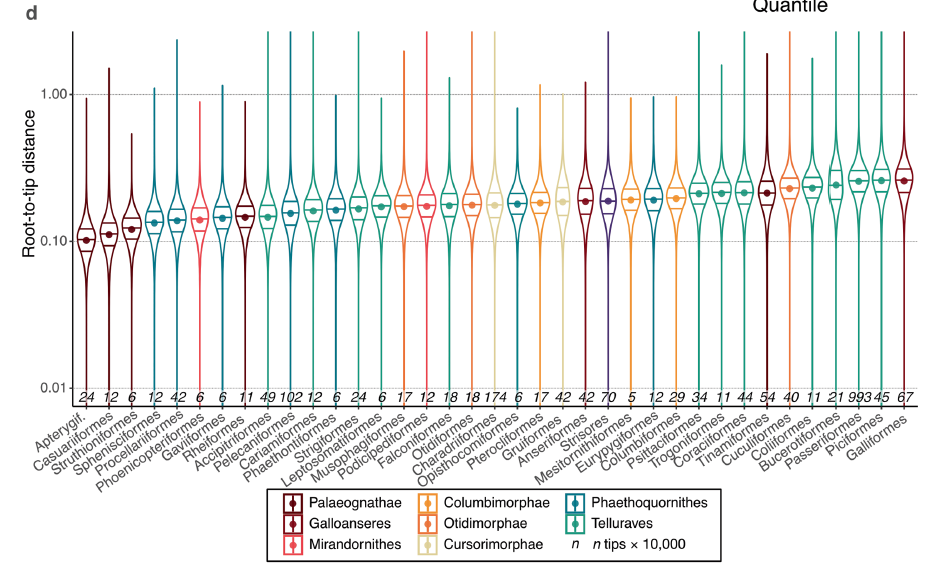 d
Quantile
Root-to-tip distance
1.00
0.10
0.01
24 12 6 12 42 6 6 11 49 102 12 6 24 6 17 12 18 18 174 6 17 42 42 70 5 12 29 34 11 44 54 40 11 21 993 45 67
Apterygif.
Casuariiformes
Struthioniformes
Sphenisciformes
Procellariiformes
Phoenicopteriformes
Gaviiformes
Rheiformes
Accipitriformes
Pelecaniformes
Cariamiformes
Phaethontiformes
Strigiformes
Leptosomatiformes
Musophagiformes
Podicipediformes
Falconiformes
Otidiformes
Charadriiformes
Opisthocomiformes
Pterocliformes
Gruiformes
Anseriformes
Strisores
Mesitornithiformes
Eurypygiformes
Columbiformes
Psittaciformes
Trogoniformes
Coraciiformes
Tinamiformes
Cuculiformes
Coliiformes
Bucerotiformes
Passeriformes
Piciformes
Galliformes
Palaeognathae Columbimorphae Phaethoquornithes
Galloanseres Otidimorphae Telluraves
Mirandornithes Cursorimorphae n n tips × 10,000